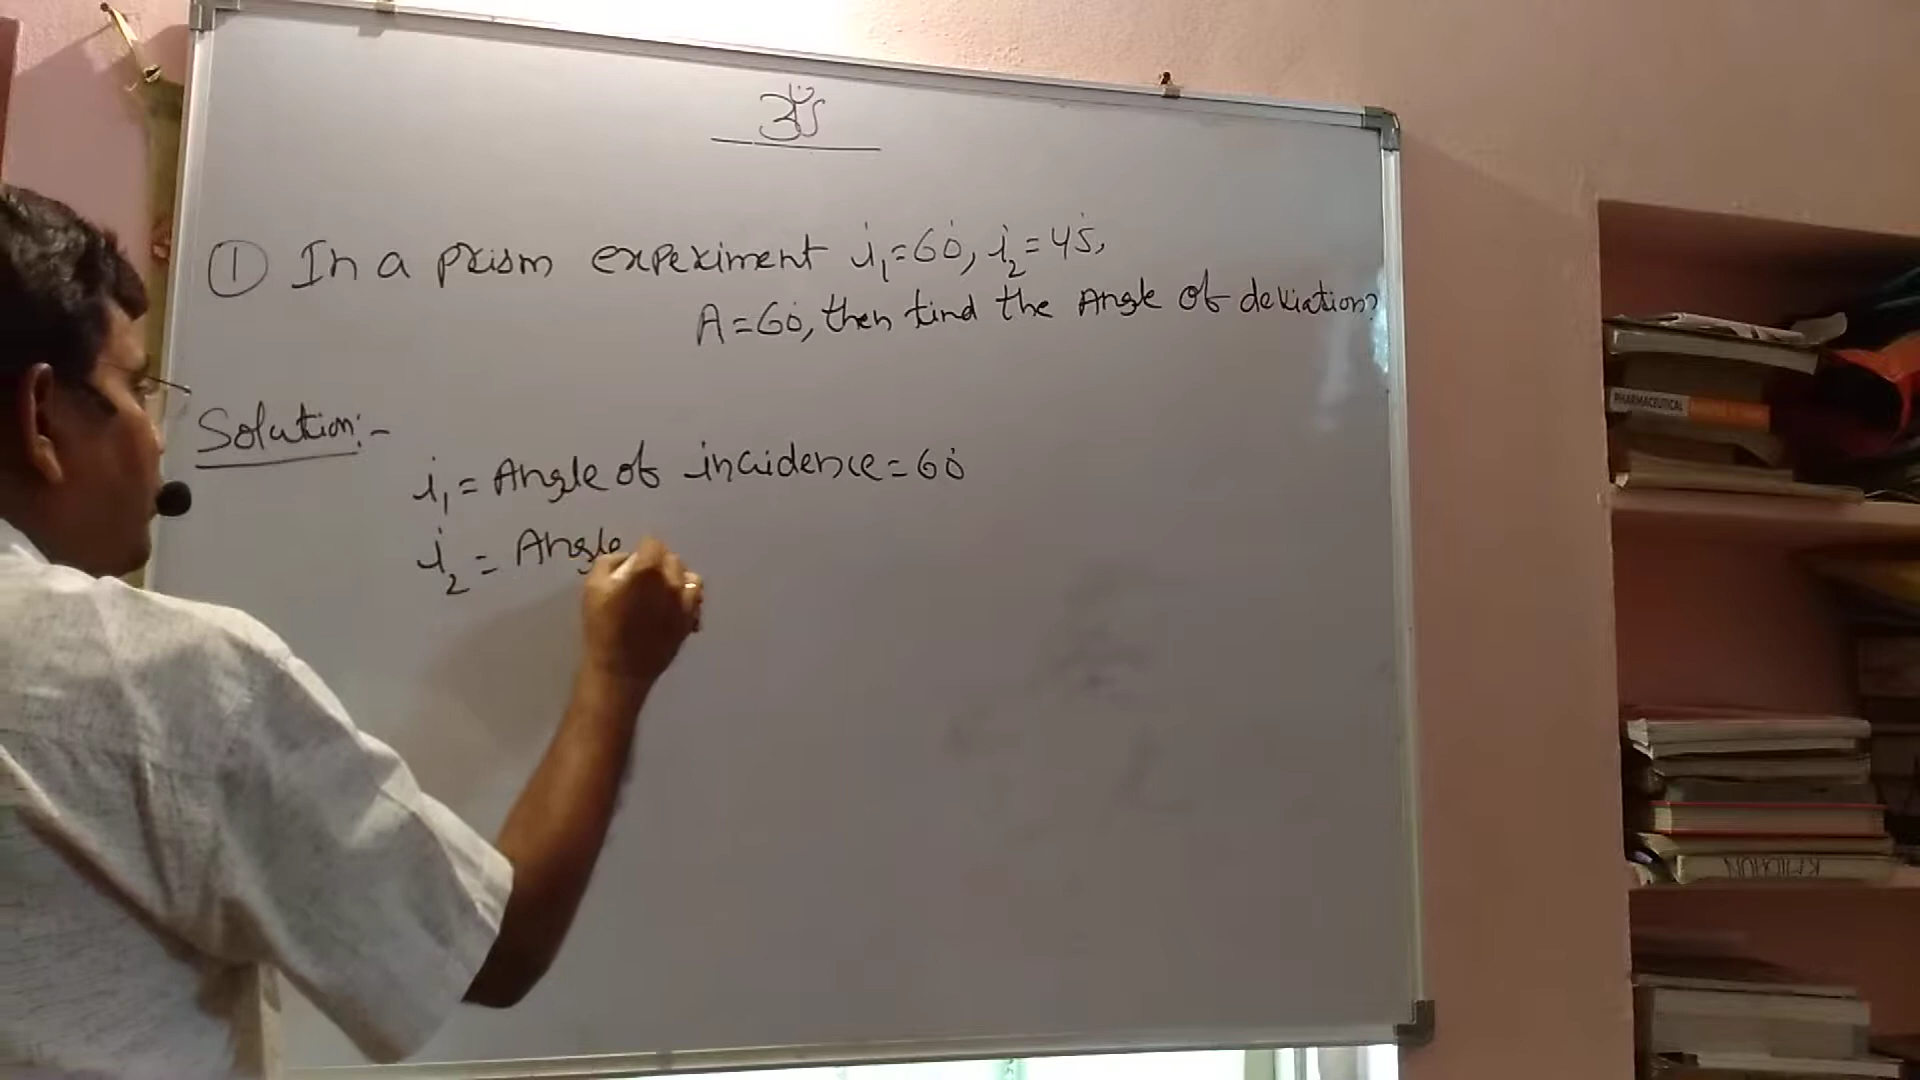 ॐ
① In a prism experiment i₁=60°, i₂=45°,
A=60°, then find the Angle of deviation?
Solution:-
i₁ = Angle of incidence = 60°
i₂ = Angle
PHARMACEUTICAL